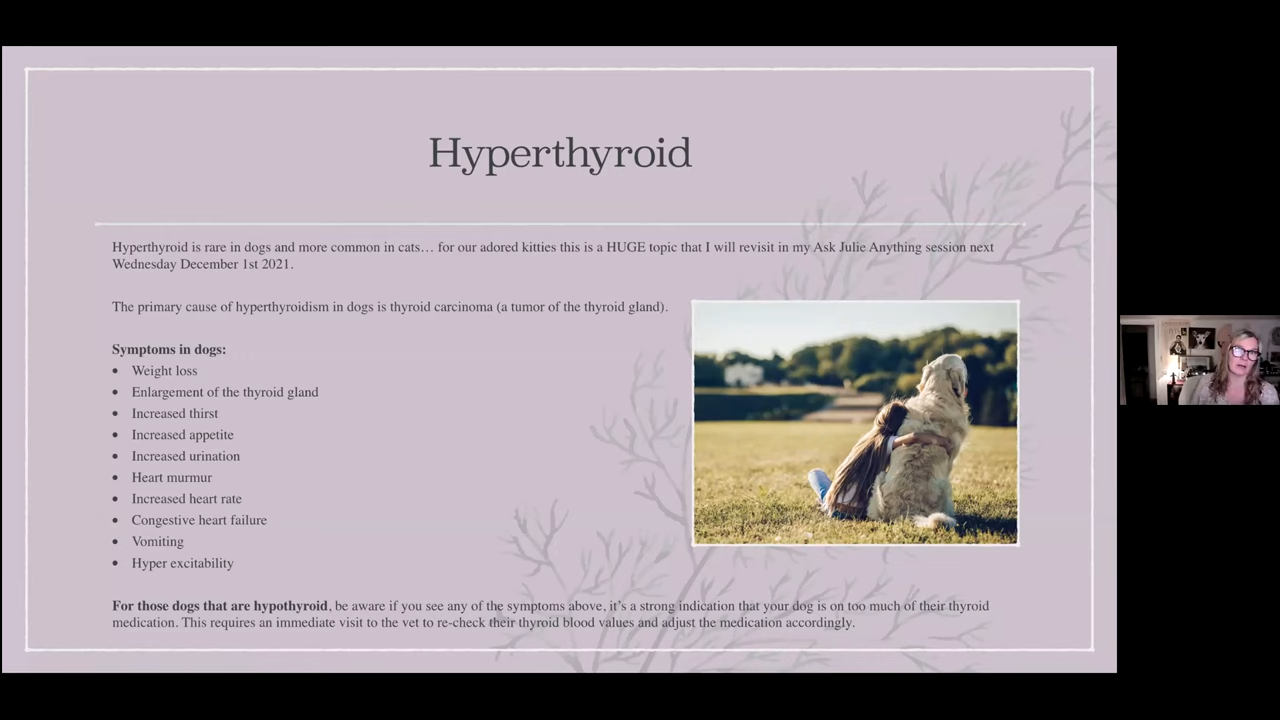 Hyperthyroid
Hyperthyroid is rare in dogs and more common in cats… for our adored kitties this is a HUGE topic that I will revisit in my Ask Julie Anything session next
Wednesday December 1st 2021.
The primary cause of hyperthyroidism in dogs is thyroid carcinoma (a tumor of the thyroid gland).
Symptoms in dogs:
• Weight loss
• Enlargement of the thyroid gland
• Increased thirst
• Increased appetite
• Increased urination
• Heart murmur
• Increased heart rate
• Congestive heart failure
• Vomiting
• Hyper excitability
For those dogs that are hypothyroid, be aware if you see any of the symptoms above, it’s a strong indication that your dog is on too much of their thyroid
medication. This requires an immediate visit to the vet to re-check their thyroid blood values and adjust the medication accordingly.